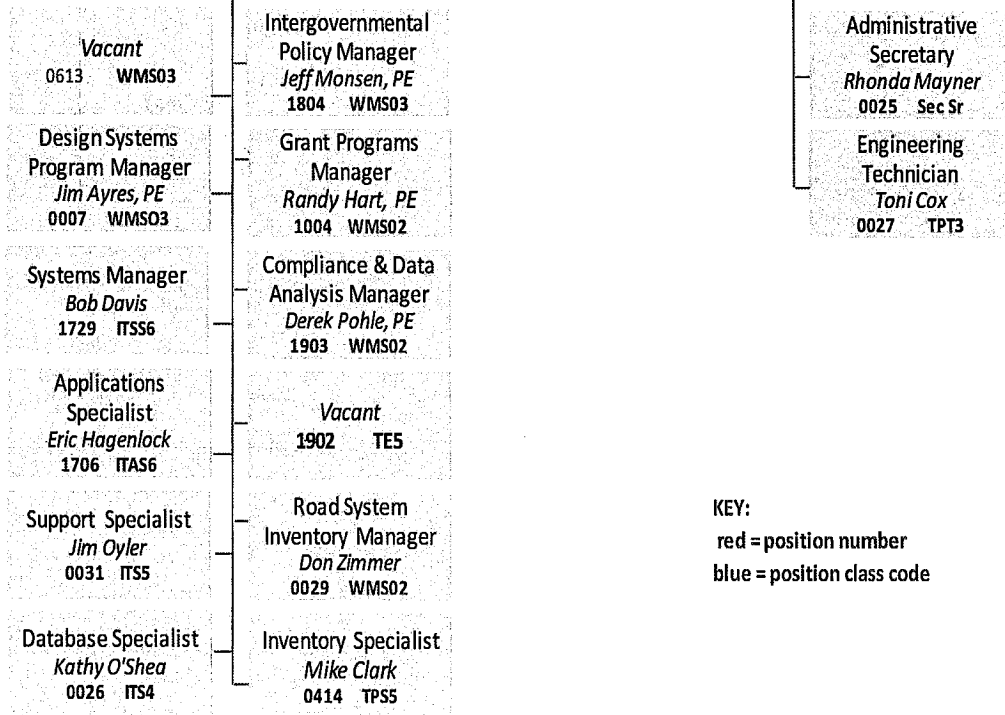 Vacant
0613 WMS03
Design Systems
Program Manager
Jim Ayres, PE
0007 WMSO3
Systems Manager
Bob Davis
1729 ITSS6
Applications
Specialist
Eric Hagenlock
1706 ITAS6
Support Specialist
Jim Oyler
0031 ITS5
Database Specialist
Kathy O'Shea
0026 ITS4
Intergovernmental
Policy Manager
Jeff Monsen, PE
1804 WMS03
Grant Programs
Manager
Randy Hart, PE
1004 WMS02
Compliance & Data
Analysis Manager
Derek Pohle, PE
1903 WMS02
Vacant
1902 TE5
Road System
Inventory Manager
Don Zimmer
0029 WMS02
Inventory Specialist
Mike Clark
0414 TPS5
Administrative
Secretary
Rhonda Mayner
0025 Sec Sr
Engineering
Technician
Toni Cox
0027 TPT3
KEY:
red = position number
blue = position class code